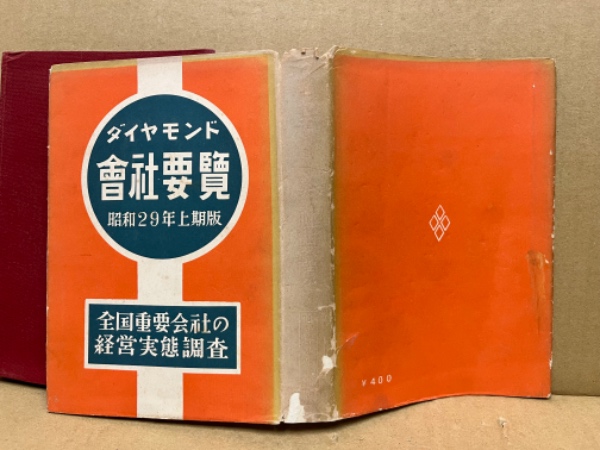 ダイヤモンド
會社要覽
昭和29年上期版
全国重要会社の
経営実態調査
￥400